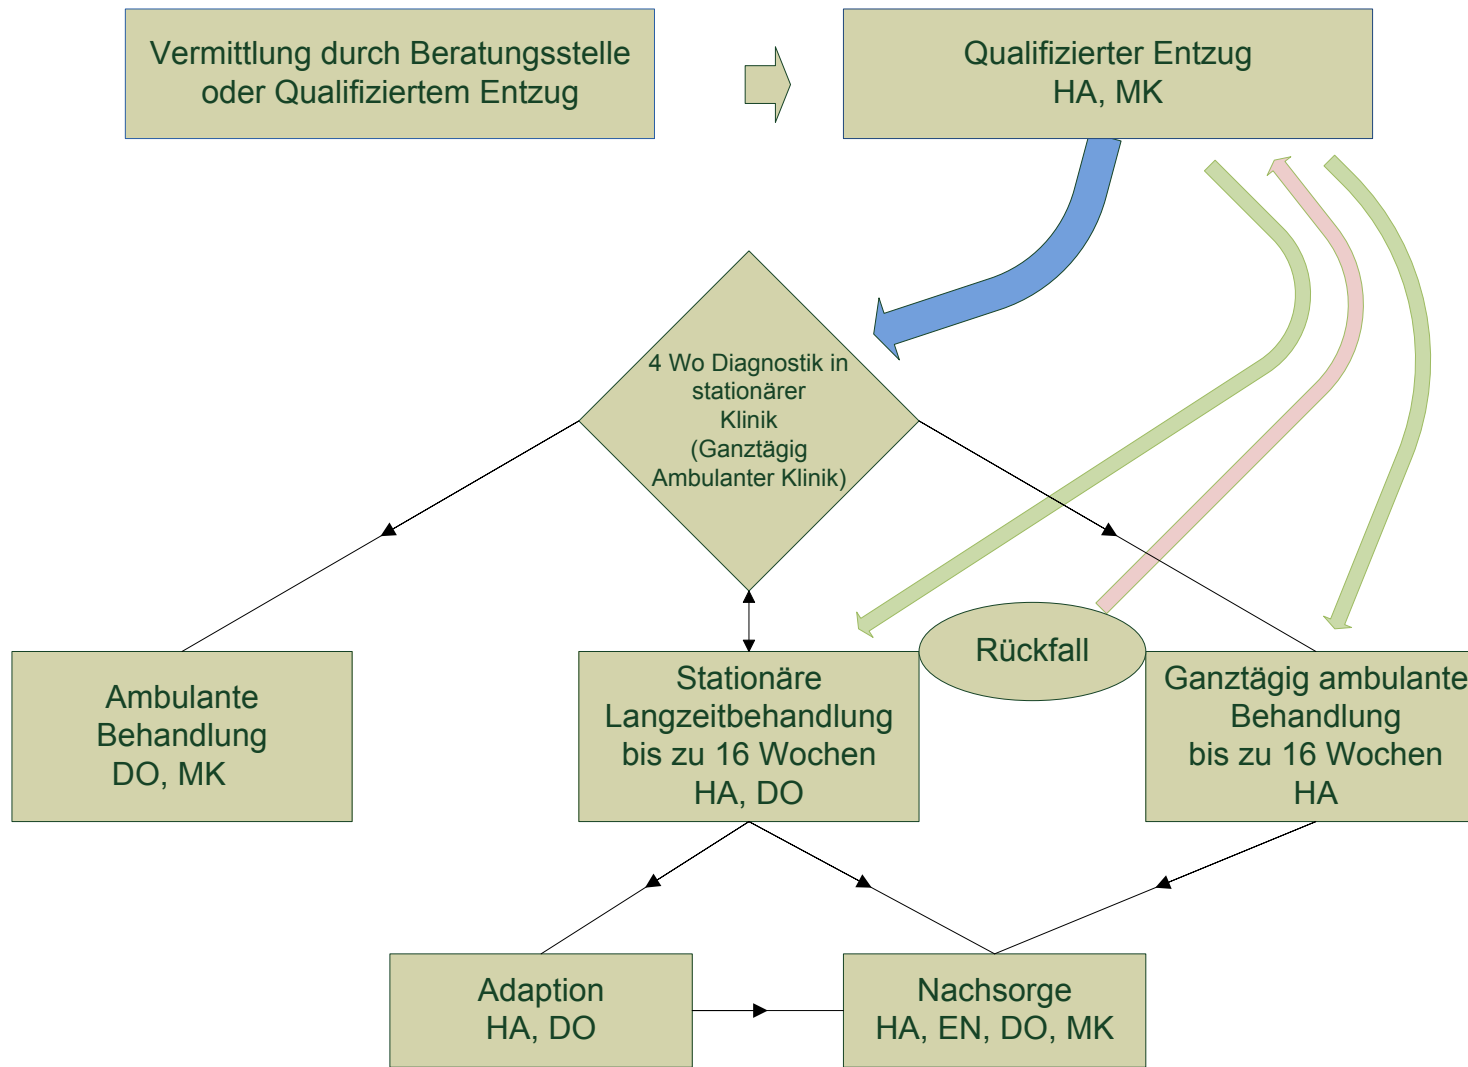 Vermittlung durch Beratungsstelle
oder Qualifiziertem Entzug
Qualifizierter Entzug
HA, MK
4 Wo Diagnostik in
stationärer
Klinik
(Ganztägig
Ambulanter Klinik)
Rückfall
Ambulante
Behandlung
DO, MK
Stationäre
Langzeitbehandlung
bis zu 16 Wochen
HA, DO
Ganztägig ambulante
Behandlung
bis zu 16 Wochen
HA
Adaption
HA, DO
Nachsorge
HA, EN, DO, MK